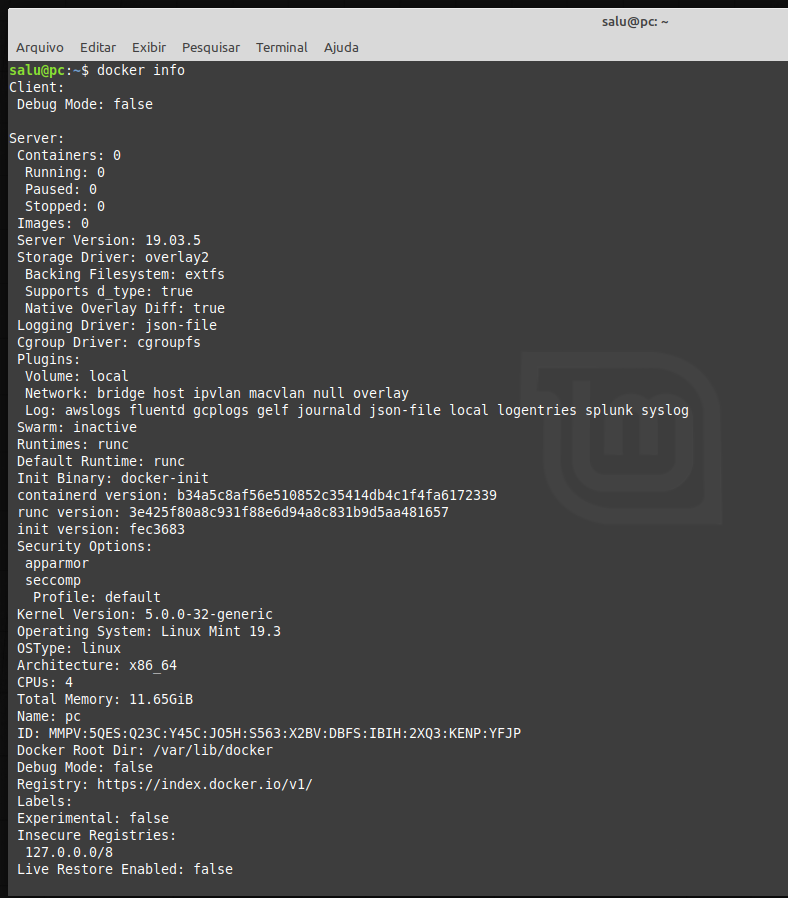 salu@pc: ~
Arquivo Editar Exibir Pesquisar Terminal Ajuda
salu@pc:~$ docker info
Client:
 Debug Mode: false

Server:
 Containers: 0
  Running: 0
  Paused: 0
  Stopped: 0
 Images: 0
 Server Version: 19.03.5
 Storage Driver: overlay2
  Backing Filesystem: extfs
  Supports d_type: true
  Native Overlay Diff: true
 Logging Driver: json-file
 Cgroup Driver: cgroupfs
 Plugins:
  Volume: local
  Network: bridge host ipvlan macvlan null overlay
  Log: awslogs fluentd gcplogs gelf journald json-file local logentries splunk syslog
 Swarm: inactive
 Runtimes: runc
 Default Runtime: runc
 Init Binary: docker-init
 containerd version: b34a5c8af56e510852c35414db4c1f4fa6172339
 runc version: 3e425f80a8c931f88e6d94a8c831b9d5aa481657
 init version: fec3683
 Security Options:
  apparmor
  seccomp
   Profile: default
 Kernel Version: 5.0.0-32-generic
 Operating System: Linux Mint 19.3
 OSType: linux
 Architecture: x86_64
 CPUs: 4
 Total Memory: 11.65GiB
 Name: pc
 ID: MMPV:5QES:Q23C:Y45C:JO5H:S563:X2BV:DBFS:IBIH:2XQ3:KENP:YFJP
 Docker Root Dir: /var/lib/docker
 Debug Mode: false
 Registry: https://index.docker.io/v1/
 Labels:
 Experimental: false
 Insecure Registries:
  127.0.0.0/8
 Live Restore Enabled: false